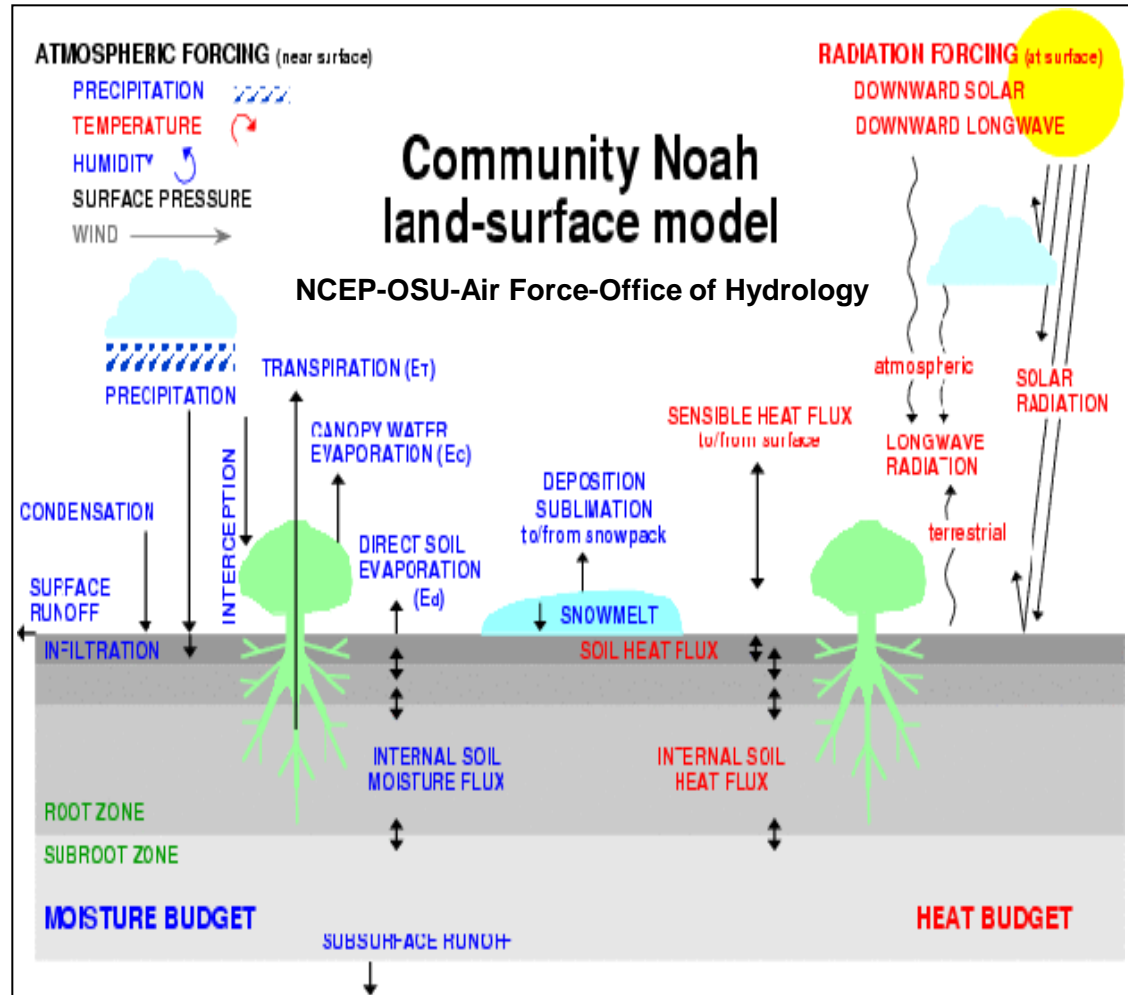 ATMOSPHERIC FORCING (near surface)
PRECIPITATION
TEMPERATURE
HUMIDITY
SURFACE PRESSURE
WIND
RADIATION FORCING (at surface)
DOWNWARD SOLAR
DOWNWARD LONGWAVE
Community Noah
land-surface model
NCEP-OSU-Air Force-Office of Hydrology
PRECIPITATION
TRANSPIRATION (ET)
CANOPY WATER
EVAPORATION (Ec)
INTERCEPTION
CONDENSATION
DIRECT SOIL
EVAPORATION
(Ed)
DEPOSITION
SUBLIMATION
to/from snowpack
SNOWMELT
SENSIBLE HEAT FLUX
to/from surface
atmospheric
LONGWAVE
RADIATION
terrestrial
SOLAR
RADIATION
SURFACE
RUNOFF
INFILTRATION
SOIL HEAT FLUX
INTERNAL SOIL
MOISTURE FLUX
INTERNAL SOIL
HEAT FLUX
ROOT ZONE
SUBROOT ZONE
MOISTURE BUDGET
HEAT BUDGET
SUBSURFACE RUNOFF